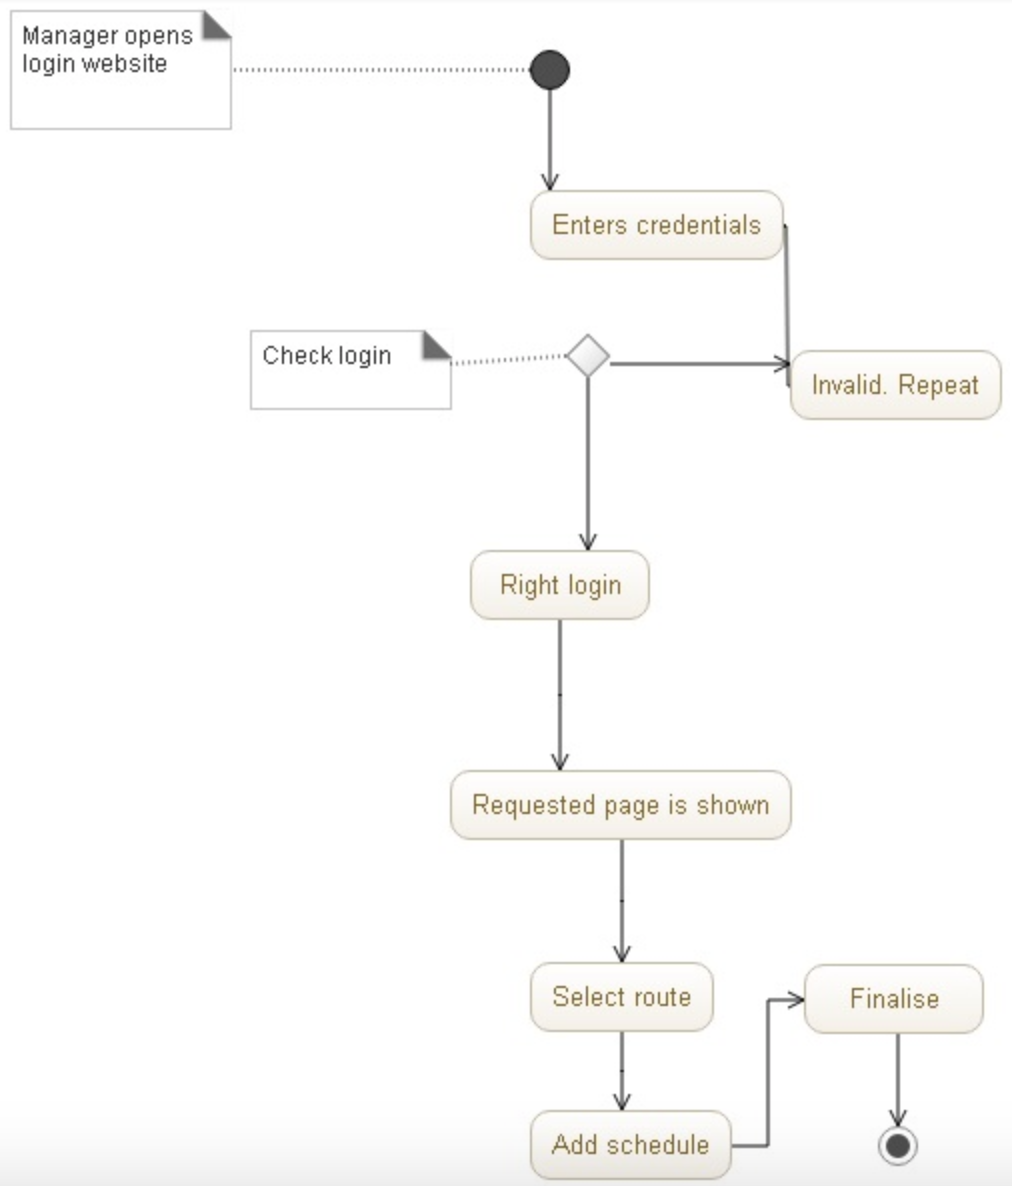 Manager opens
login website
Enters credentials
Check login
Invalid. Repeat
Right login
Requested page is shown
Select route
Finalise
Add schedule